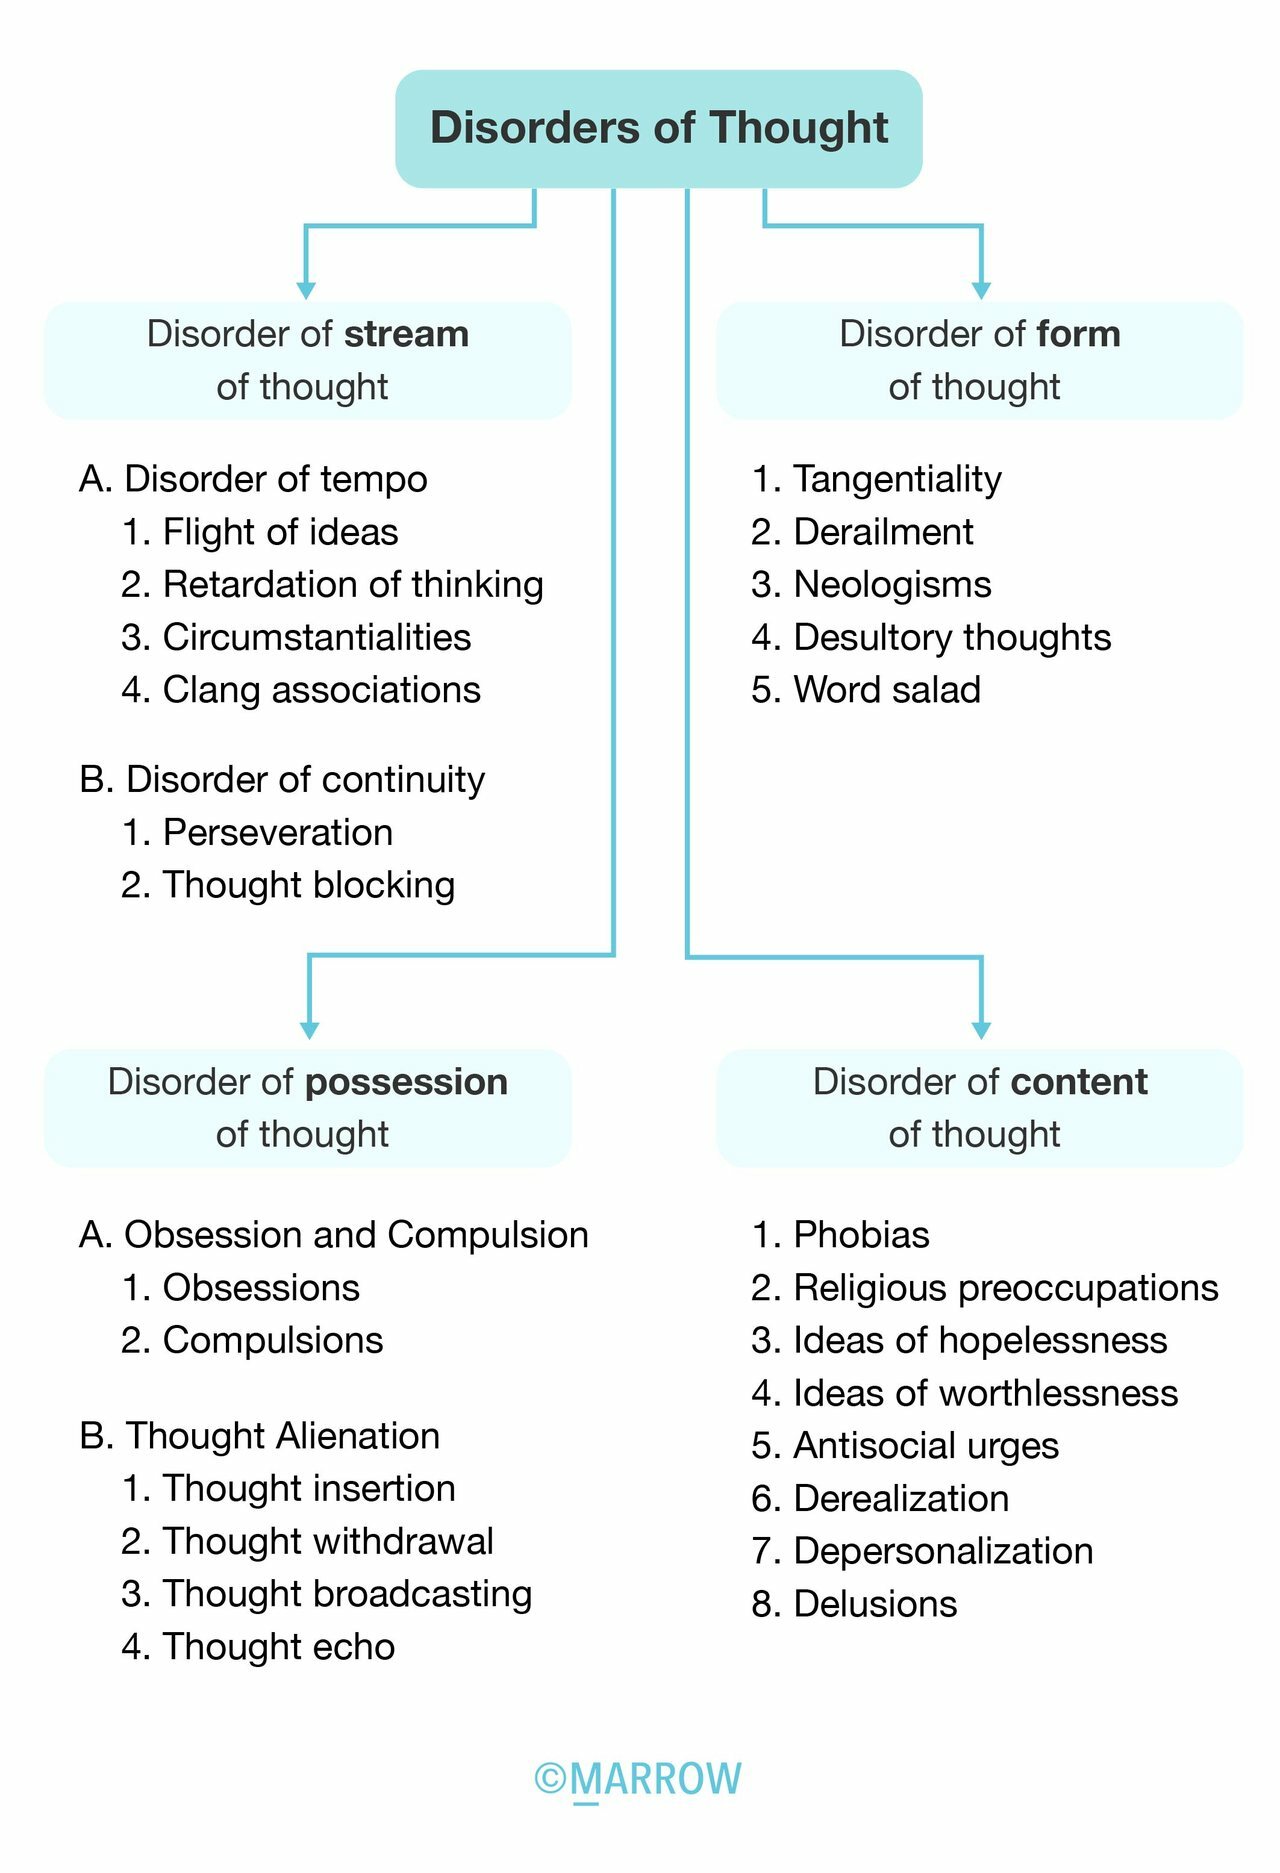 Disorders of Thought
Disorder of stream
of thought
A. Disorder of tempo
1. Flight of ideas
2. Retardation of thinking
3. Circumstantialities
4. Clang associations
B. Disorder of continuity
1. Perseveration
2. Thought blocking
Disorder of form
of thought
1. Tangentiality
2. Derailment
3. Neologisms
4. Desultory thoughts
5. Word salad
Disorder of possession
of thought
A. Obsession and Compulsion
1. Obsessions
2. Compulsions
B. Thought Alienation
1. Thought insertion
2. Thought withdrawal
3. Thought broadcasting
4. Thought echo
Disorder of content
of thought
1. Phobias
2. Religious preoccupations
3. Ideas of hopelessness
4. Ideas of worthlessness
5. Antisocial urges
6. Derealization
7. Depersonalization
8. Delusions
©MARROW